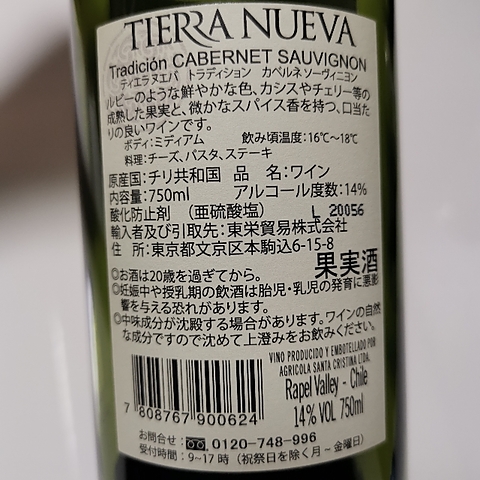 TIERRA NUEVA
Tradición CABERNET SAUVIGNON
ティエラ ヌエバ トラディション カベルネ ソーヴィニヨン
ルビーのような鮮やかな色、カシスやチェリー等の
成熟した果実と、微かなスパイス香を持つ、口当た
りの良いワインです。
ボディ：ミディアム 飲み頃温度：16℃～18℃
料理：チーズ、パスタ、ステーキ
原産国：チリ共和国 品 名：ワイン
内容量：750ml アルコール度数：14%
酸化防止剤 （亜硫酸塩） L 20056
輸入者及び引取先：東栄貿易株式会社
住 所：東京都文京区本駒込6-15-8
果実酒
◎お酒は20歳を過ぎてから。
◎妊娠中や授乳期の飲酒は胎児・乳児の発育に悪影
響を与える恐れがあります。
◎中味成分が沈殿する場合があります。ワインの自然
な成分ですので沈めて上澄みをお飲みください。
VINO PRODUCIDO Y EMBOTELLADO POR
AGRICOLA SANTA CRISTINA LTDA.
Rapel Valley - Chile
14% VOL 750ml
7 808767 900624
お問合せ： 0120-748-996
受付時間：9～17時（祝祭日を除く月～金曜日）